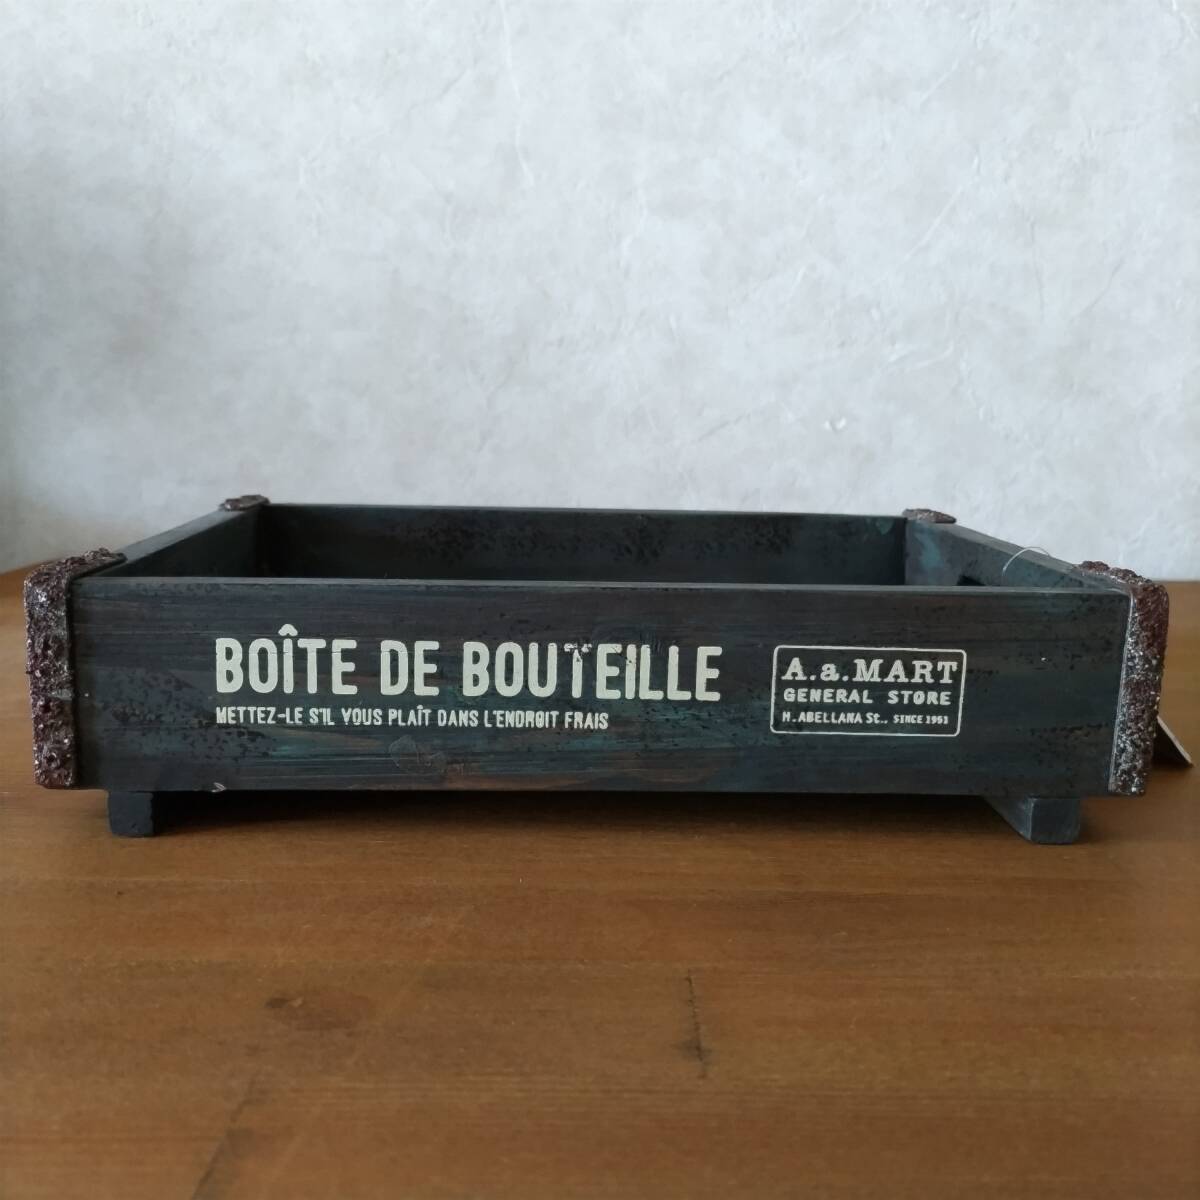 BOÎTE DE BOUTEILLE
METTEZ-LE S'IL VOUS PLAÎT DANS L'ENDROIT FRAIS
A.a.MART
GENERAL STORE
H.ABELLANA St.. SINCE 1951